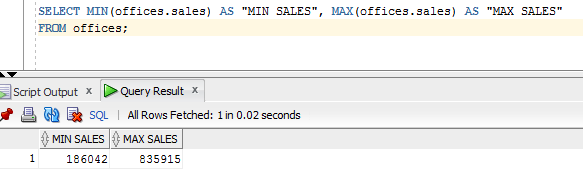 SELECT MIN(offices.sales) AS "MIN SALES", MAX(offices.sales) AS "MAX SALES"
FROM offices;
Script Output x Query Result x
SQL | All Rows Fetched: 1 in 0.02 seconds
MIN SALES MAX SALES
1 186042 835915